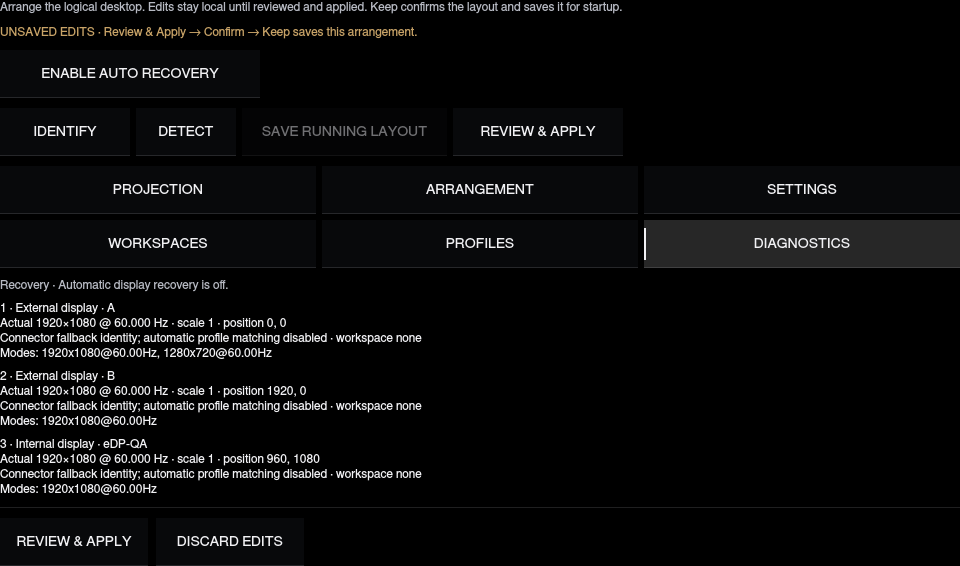 Arrange the logical desktop. Edits stay local until reviewed and applied. Keep confirms the layout and saves it for startup.
UNSAVED EDITS · Review & Apply → Confirm → Keep saves this arrangement.
ENABLE AUTO RECOVERY
IDENTIFY DETECT SAVE RUNNING LAYOUT REVIEW & APPLY
PROJECTION ARRANGEMENT SETTINGS
WORKSPACES PROFILES DIAGNOSTICS
Recovery · Automatic display recovery is off.
1 · External display · A
Actual 1920×1080 @ 60.000 Hz · scale 1 · position 0, 0
Connector fallback identity; automatic profile matching disabled · workspace none
Modes: 1920x1080@60.00Hz, 1280x720@60.00Hz
2 · External display · B
Actual 1920×1080 @ 60.000 Hz · scale 1 · position 1920, 0
Connector fallback identity; automatic profile matching disabled · workspace none
Modes: 1920x1080@60.00Hz
3 · Internal display · eDP-QA
Actual 1920×1080 @ 60.000 Hz · scale 1 · position 960, 1080
Connector fallback identity; automatic profile matching disabled · workspace none
Modes: 1920x1080@60.00Hz
REVIEW & APPLY DISCARD EDITS